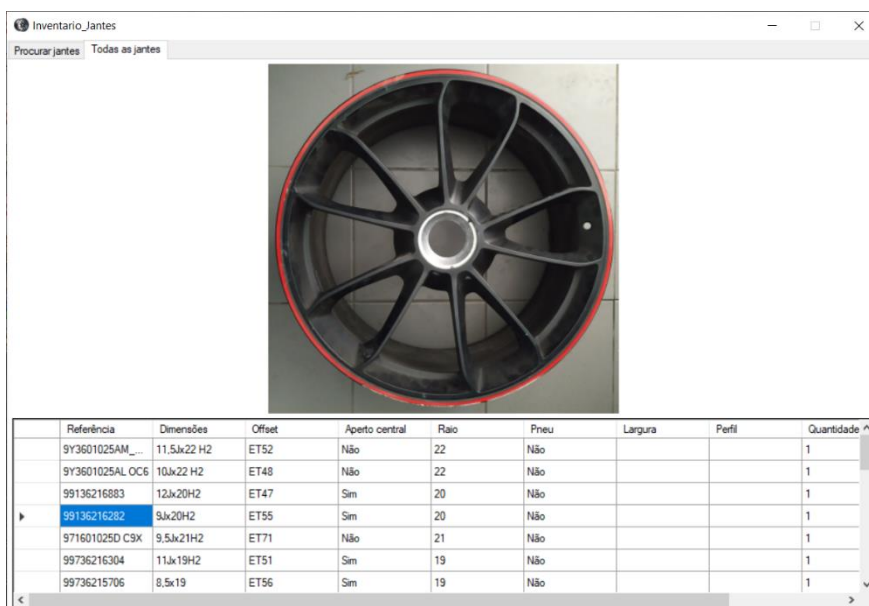 Inventario_Jantes
Procurar jantes Todas as jantes
Referência Dimensões Offset Aperto central Raio Pneu Largura Perfil Quantidade
9Y3601025AM_... 11,5Jx22 H2 ET52 Não 22 Não 1
9Y3601025AL OC6 10Jx22 H2 ET48 Não 22 Não 1
99136216883 12Jx20H2 ET47 Sim 20 Não 1
99136216282 9Jx20H2 ET55 Sim 20 Não 1
971601025D C9X 9,5Jx21H2 ET71 Não 21 Não 1
99736216304 11Jx19H2 ET51 Sim 19 Não 1
99736215706 8,5x19 ET56 Sim 19 Não 1